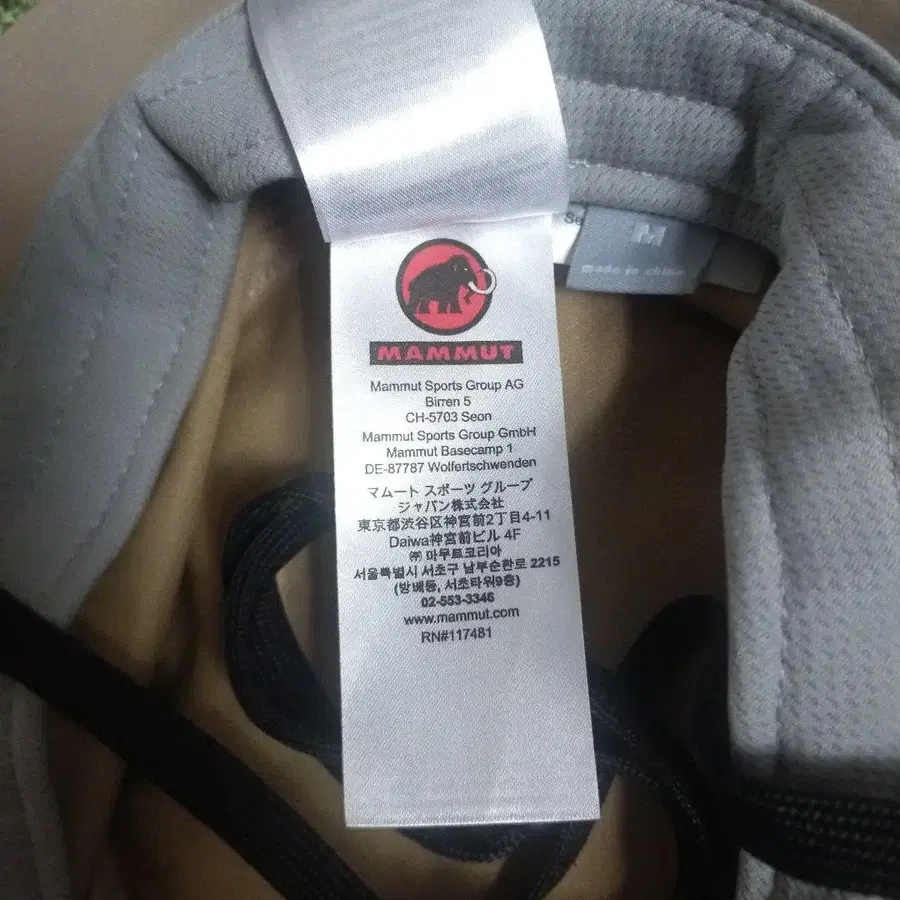 Se
M
made in china
MAMMUT
Mammut Sports Group AG
Birren 5
CH-5703 Seon
Mammut Sports Group GmbH
Mammut Basecamp 1
DE-87787 Wolfertschwenden
マムート スポーツ グループ
ジャパン株式会社
東京都渋谷区神宮前2丁目4-11
Daiwa神宮前ビル 4F
㈜ 마무트코리아
서울특별시 서초구 남부순환로 2215
(방배동, 서초타워9층)
02-553-3346
www.mammut.com
RN#117481